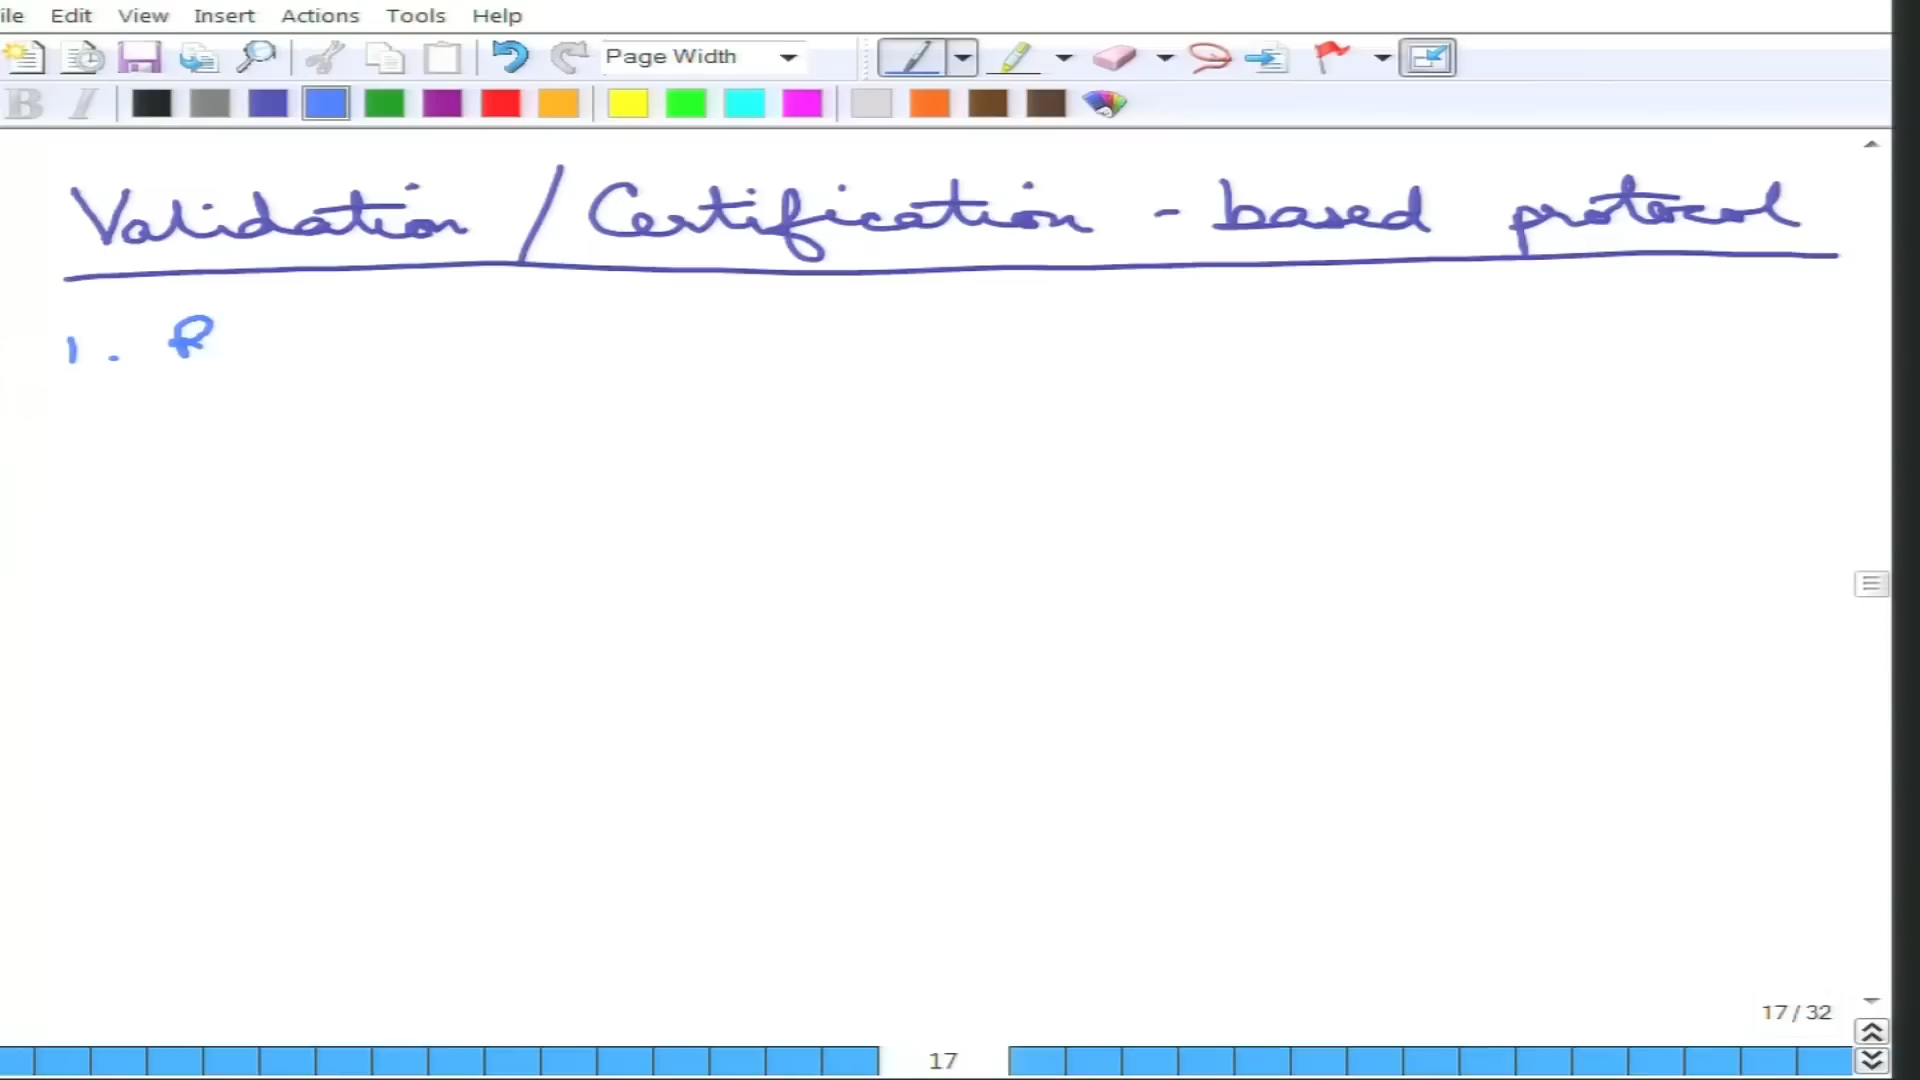 ile Edit View Insert Actions Tools Help
Page Width
B I
Validation / Certification - based protocol
1. R
17 / 32
17